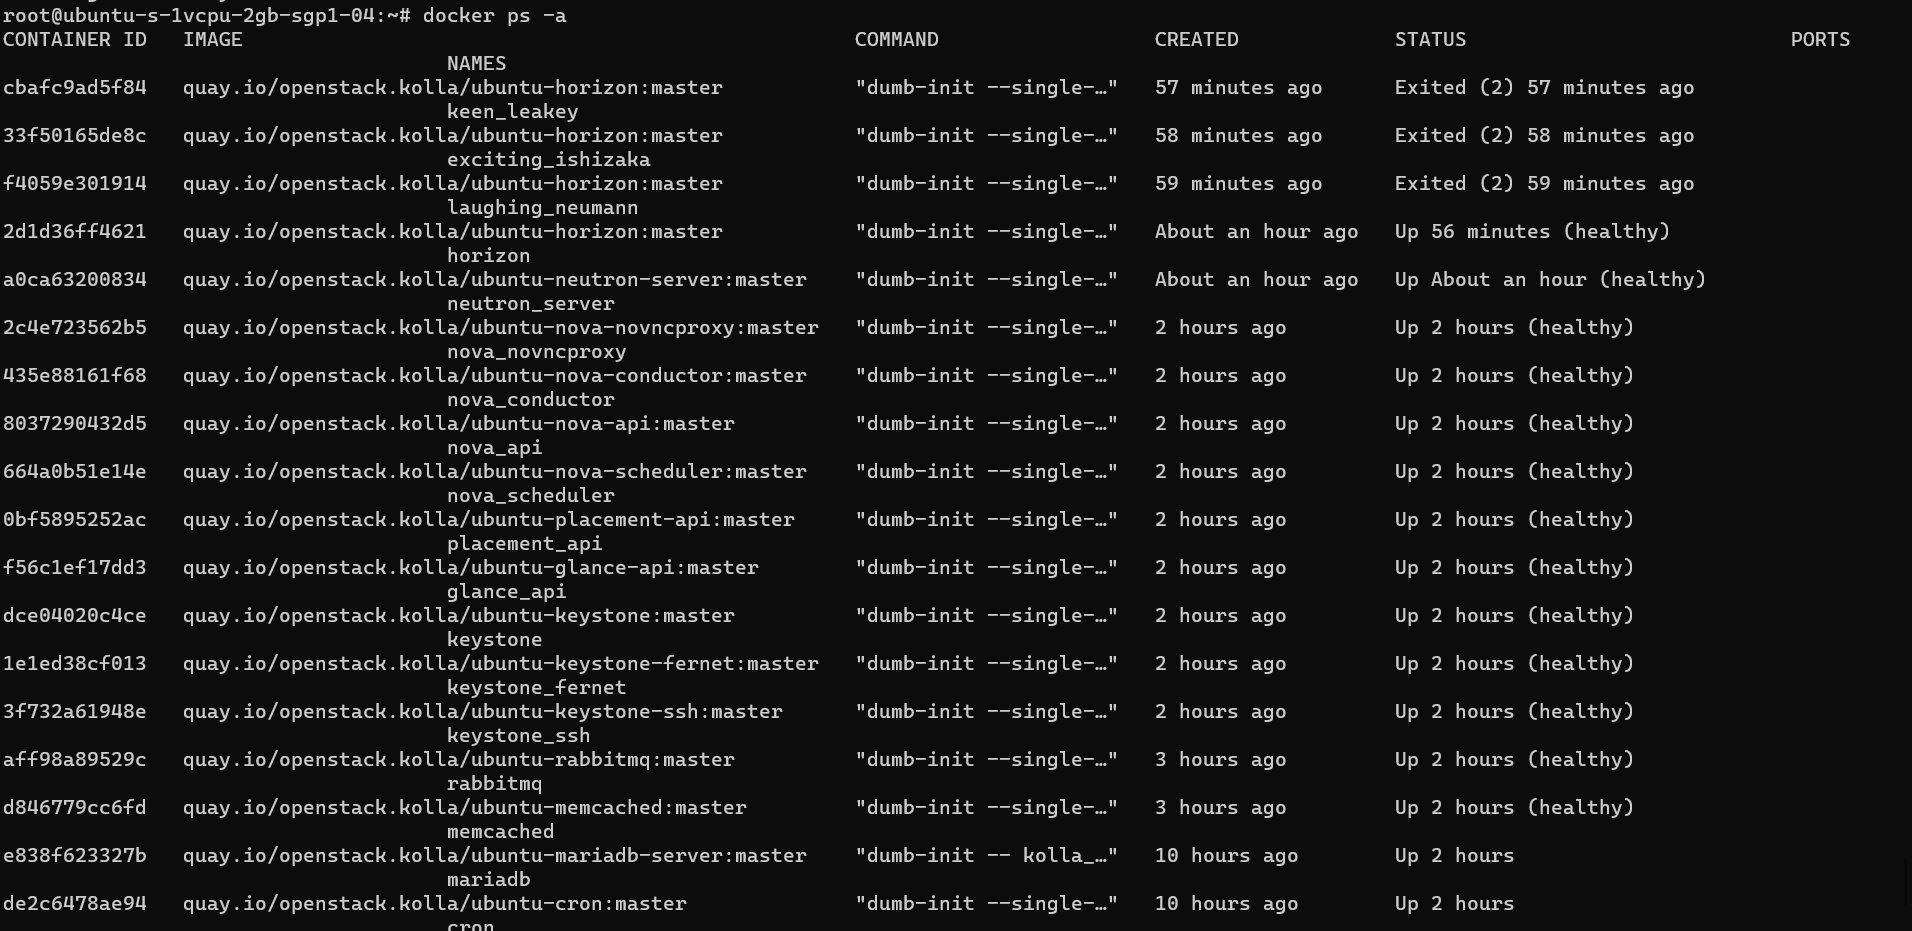 root@ubuntu-s-1vcpu-2gb-sgp1-04:~# docker ps -a
CONTAINER ID   IMAGE                                                   COMMAND                  CREATED             STATUS                           PORTS
                                     NAMES
cbafc9ad5f84   quay.io/openstack.kolla/ubuntu-horizon:master           "dumb-init --single-…"   57 minutes ago      Exited (2) 57 minutes ago
                                     keen_leakey
33f50165de8c   quay.io/openstack.kolla/ubuntu-horizon:master           "dumb-init --single-…"   58 minutes ago      Exited (2) 58 minutes ago
                                     exciting_ishizaka
f4059e301914   quay.io/openstack.kolla/ubuntu-horizon:master           "dumb-init --single-…"   59 minutes ago      Exited (2) 59 minutes ago
                                     laughing_neumann
2d1d36ff4621   quay.io/openstack.kolla/ubuntu-horizon:master           "dumb-init --single-…"   About an hour ago   Up 56 minutes (healthy)
                                     horizon
a0ca63200834   quay.io/openstack.kolla/ubuntu-neutron-server:master    "dumb-init --single-…"   About an hour ago   Up About an hour (healthy)
                                     neutron_server
2c4e723562b5   quay.io/openstack.kolla/ubuntu-nova-novncproxy:master   "dumb-init --single-…"   2 hours ago         Up 2 hours (healthy)
                                     nova_novncproxy
435e88161f68   quay.io/openstack.kolla/ubuntu-nova-conductor:master    "dumb-init --single-…"   2 hours ago         Up 2 hours (healthy)
                                     nova_conductor
8037290432d5   quay.io/openstack.kolla/ubuntu-nova-api:master          "dumb-init --single-…"   2 hours ago         Up 2 hours (healthy)
                                     nova_api
664a0b51e14e   quay.io/openstack.kolla/ubuntu-nova-scheduler:master    "dumb-init --single-…"   2 hours ago         Up 2 hours (healthy)
                                     nova_scheduler
0bf5895252ac   quay.io/openstack.kolla/ubuntu-placement-api:master     "dumb-init --single-…"   2 hours ago         Up 2 hours (healthy)
                                     placement_api
f56c1ef17dd3   quay.io/openstack.kolla/ubuntu-glance-api:master        "dumb-init --single-…"   2 hours ago         Up 2 hours (healthy)
                                     glance_api
dce04020c4ce   quay.io/openstack.kolla/ubuntu-keystone:master          "dumb-init --single-…"   2 hours ago         Up 2 hours (healthy)
                                     keystone
1e1ed38cf013   quay.io/openstack.kolla/ubuntu-keystone-fernet:master   "dumb-init --single-…"   2 hours ago         Up 2 hours (healthy)
                                     keystone_fernet
3f732a61948e   quay.io/openstack.kolla/ubuntu-keystone-ssh:master      "dumb-init --single-…"   2 hours ago         Up 2 hours (healthy)
                                     keystone_ssh
aff98a89529c   quay.io/openstack.kolla/ubuntu-rabbitmq:master          "dumb-init --single-…"   3 hours ago         Up 2 hours (healthy)
                                     rabbitmq
d846779cc6fd   quay.io/openstack.kolla/ubuntu-memcached:master         "dumb-init --single-…"   3 hours ago         Up 2 hours (healthy)
                                     memcached
e838f623327b   quay.io/openstack.kolla/ubuntu-mariadb-server:master    "dumb-init -- kolla_…"   10 hours ago        Up 2 hours
                                     mariadb
de2c6478ae94   quay.io/openstack.kolla/ubuntu-cron:master              "dumb-init --single-…"   10 hours ago        Up 2 hours
                                     cron